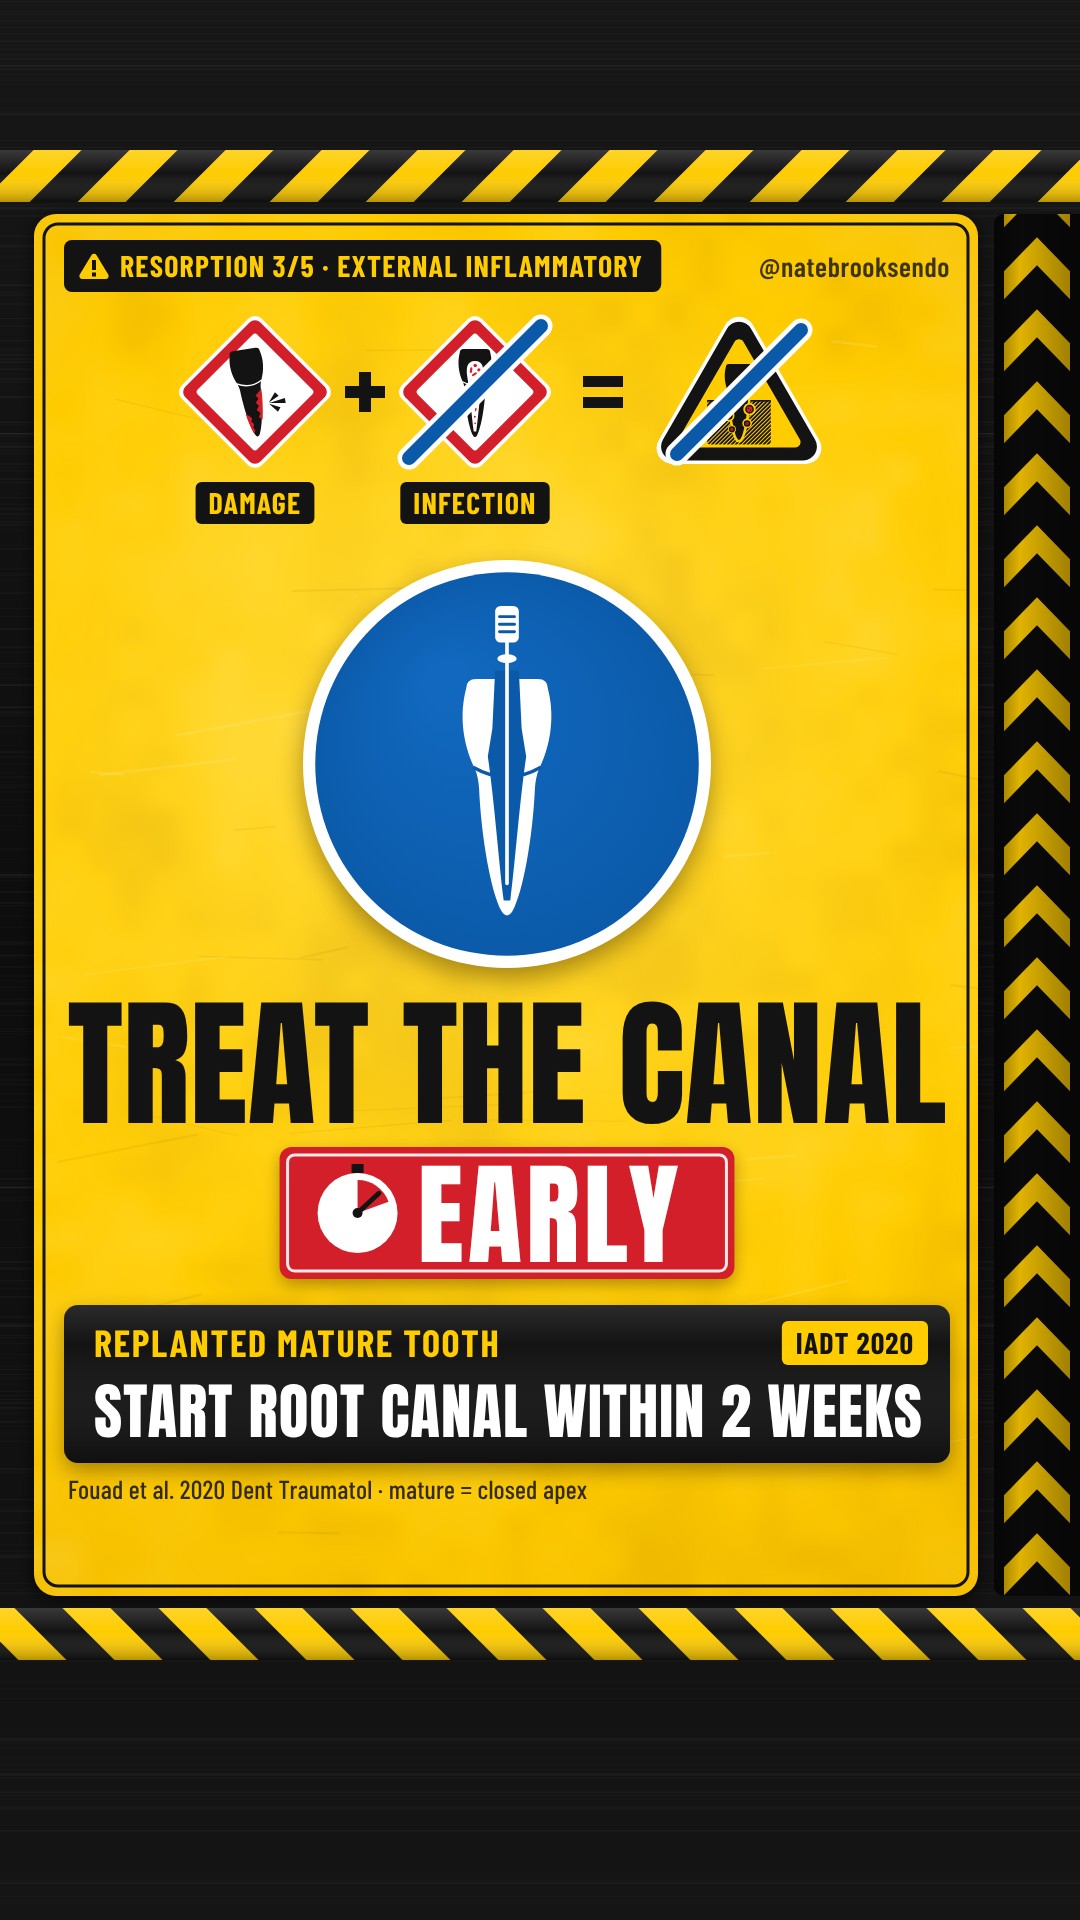 RESORPTION 3/5 · EXTERNAL INFLAMMATORY
@natebrooksendo
DAMAGE
INFECTION
TREAT THE CANAL
EARLY
REPLANTED MATURE TOOTH
IADT 2020
START ROOT CANAL WITHIN 2 WEEKS
Fouad et al. 2020 Dent Traumatol · mature = closed apex